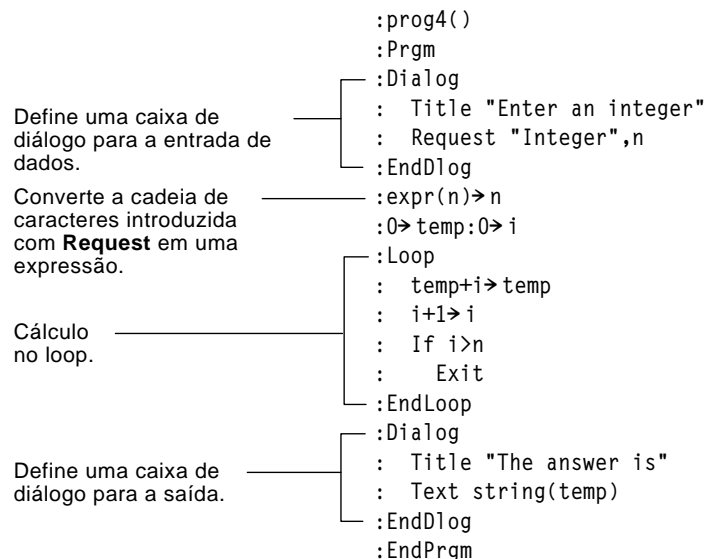 :prog4()
:Prgm
:Dialog
Define uma caixa de
diálogo para a entrada de
dados.
: Title "Enter an integer"
: Request "Integer",n
:EndDlog
Converte a cadeia de
caracteres introduzida
com Request em uma
expressão.
:expr(n)→n
:0→temp:0→i
:Loop
: temp+i→temp
: i+1→i
Cálculo
no loop.
: If i>n
: Exit
:EndLoop
:Dialog
Define uma caixa de
diálogo para a saída.
: Title "The answer is"
: Text string(temp)
:EndDlog
:EndPrgm